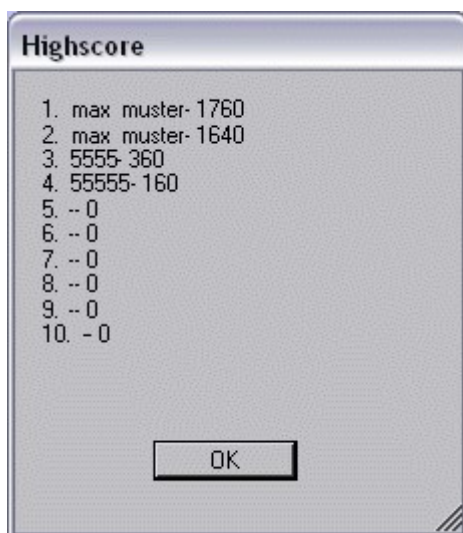 Highscore
1. max muster- 1760
2. max muster- 1640
3. 5555- 360
4. 55555- 160
5. -- 0
6. -- 0
7. -- 0
8. -- 0
9. -- 0
10. -- 0
OK